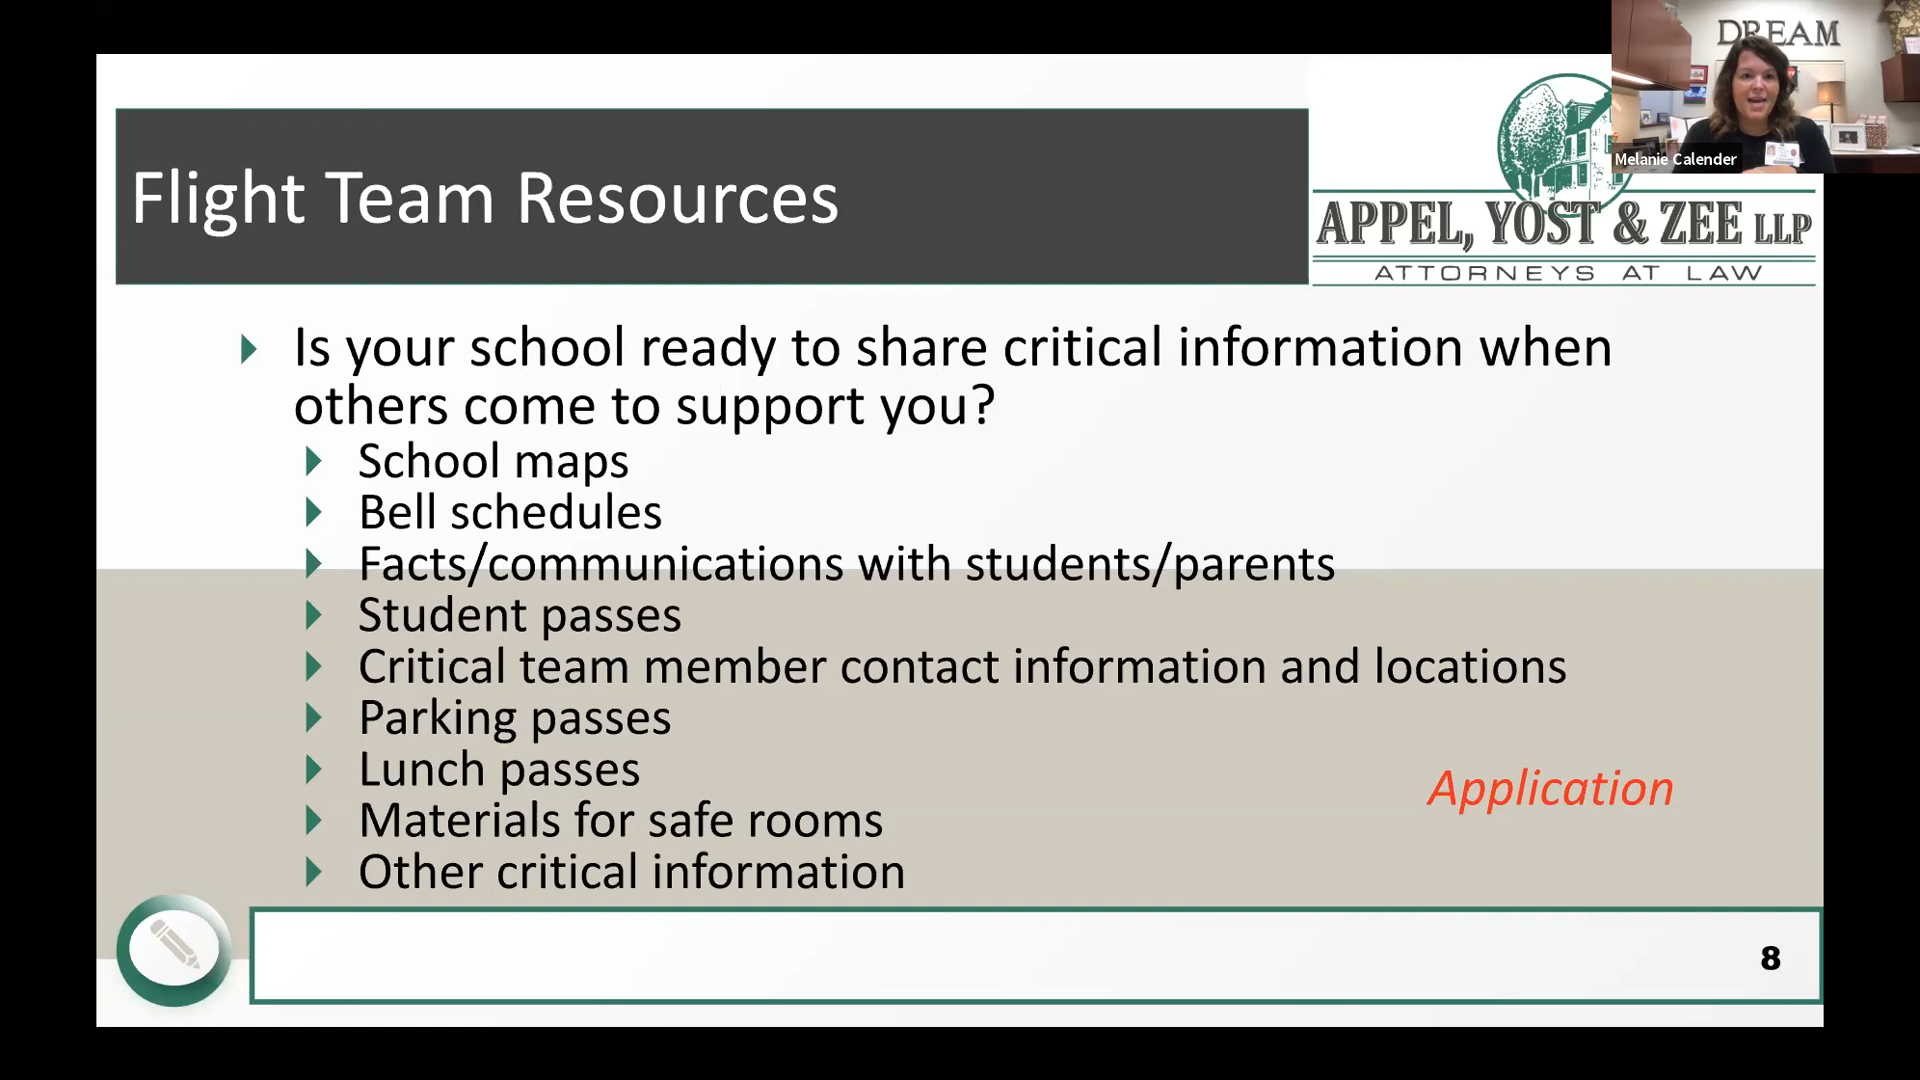 DREAM
Melanie Calender
Flight Team Resources
APPEL, YOST & ZEE LLP
ATTORNEYS AT LAW
Is your school ready to share critical information when
others come to support you?
School maps
Bell schedules
Facts/communications with students/parents
Student passes
Critical team member contact information and locations
Parking passes
Lunch passes
Application
Materials for safe rooms
Other critical information
8